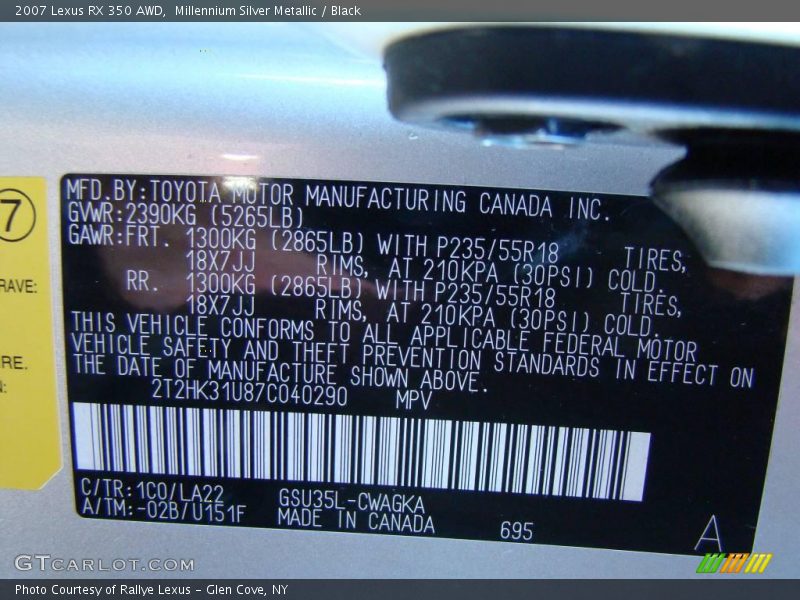 2007 Lexus RX 350 AWD,  Millennium Silver Metallic / Black
7
RAVE:
RE.
N:
MFD.BY:TOYOTA MOTOR MANUFACTURING CANADA INC.
GVWR:2390KG (5265LB)
GAWR:FRT. 1300KG (2865LB) WITH P235/55R18 TIRES,
18X7JJ RIMS, AT 210KPA (30PSI) COLD.
RR. 1300KG (2865LB) WITH P235/55R18 TIRES,
18X7JJ RIMS, AT 210KPA (30PSI) COLD.
THIS VEHICLE CONFORMS TO ALL APPLICABLE FEDERAL MOTOR
VEHICLE SAFETY AND THEFT PREVENTION STANDARDS IN EFFECT ON
THE DATE OF MANUFACTURE SHOWN ABOVE.
2T2HK31U87C040290 MPV
C/TR:1C0/LA22 GSU35L-CWAGKA
A/TM:-02B/U151F MADE IN CANADA 695 A
GTCARLOT.COM
Photo Courtesy of Rallye Lexus - Glen Cove, NY